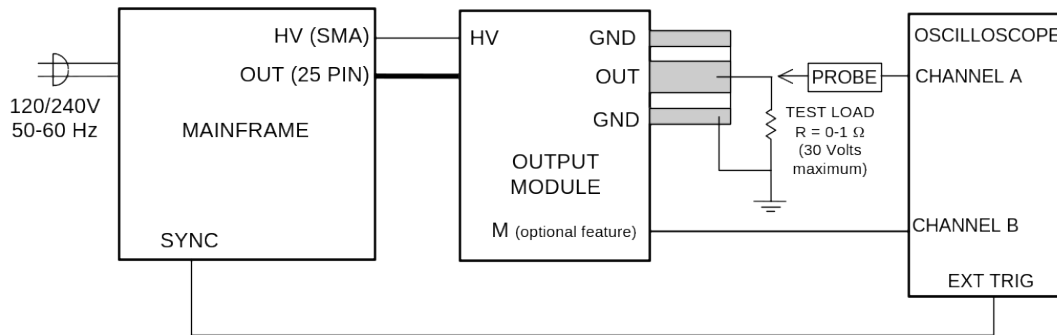 HV (SMA)
OUT (25 PIN)
120/240V
50-60 Hz
MAINFRAME
SYNC
HV
GND
OUT
GND
OUTPUT
MODULE
M (optional feature)
PROBE
TEST LOAD
R = 0-1 Ω
(30 Volts
maximum)
OSCILLOSCOPE
CHANNEL A
CHANNEL B
EXT TRIG